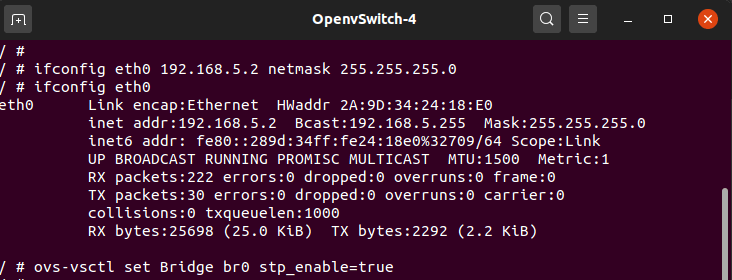 OpenvSwitch-4
/ #
/ # ifconfig eth0 192.168.5.2 netmask 255.255.255.0
/ # ifconfig eth0
eth0      Link encap:Ethernet  HWaddr 2A:9D:34:24:18:E0
          inet addr:192.168.5.2  Bcast:192.168.5.255  Mask:255.255.255.0
          inet6 addr: fe80::289d:34ff:fe24:18e0%32709/64 Scope:Link
          UP BROADCAST RUNNING PROMISC MULTICAST  MTU:1500  Metric:1
          RX packets:222 errors:0 dropped:0 overruns:0 frame:0
          TX packets:30 errors:0 dropped:0 overruns:0 carrier:0
          collisions:0 txqueuelen:1000
          RX bytes:25698 (25.0 KiB)  TX bytes:2292 (2.2 KiB)
/ # ovs-vsctl set Bridge br0 stp_enable=true